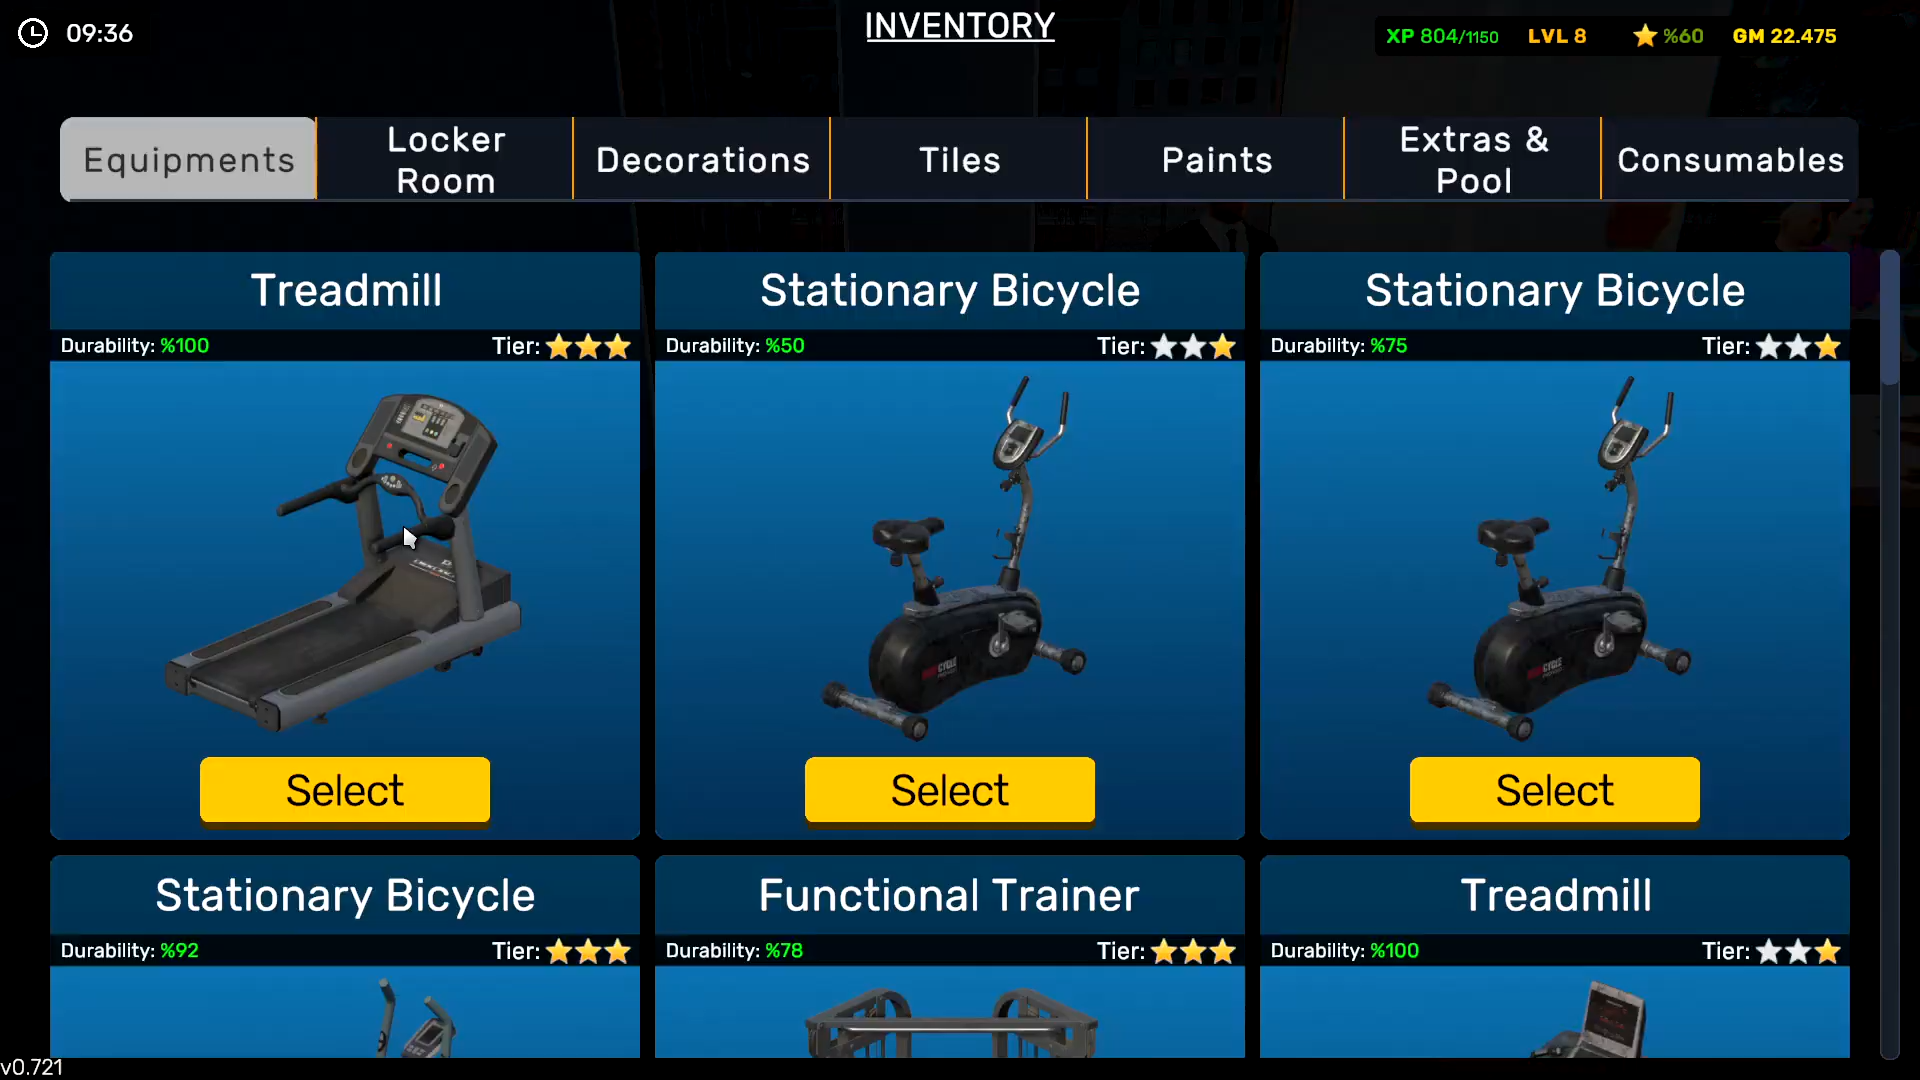 09:36
INVENTORY
XP 804/1150 LVL 8 %60 GM 22.475
Equipments
Locker
Room
Decorations
Tiles
Paints
Extras &
Pool
Consumables
Treadmill
Durability: %100 Tier:
Select
Stationary Bicycle
Durability: %50 Tier:
CYCLE
Select
Stationary Bicycle
Durability: %75 Tier:
CYCLE
Select
Stationary Bicycle
Durability: %92 Tier:
Functional Trainer
Durability: %78 Tier:
Treadmill
Durability: %100 Tier:
v0.721